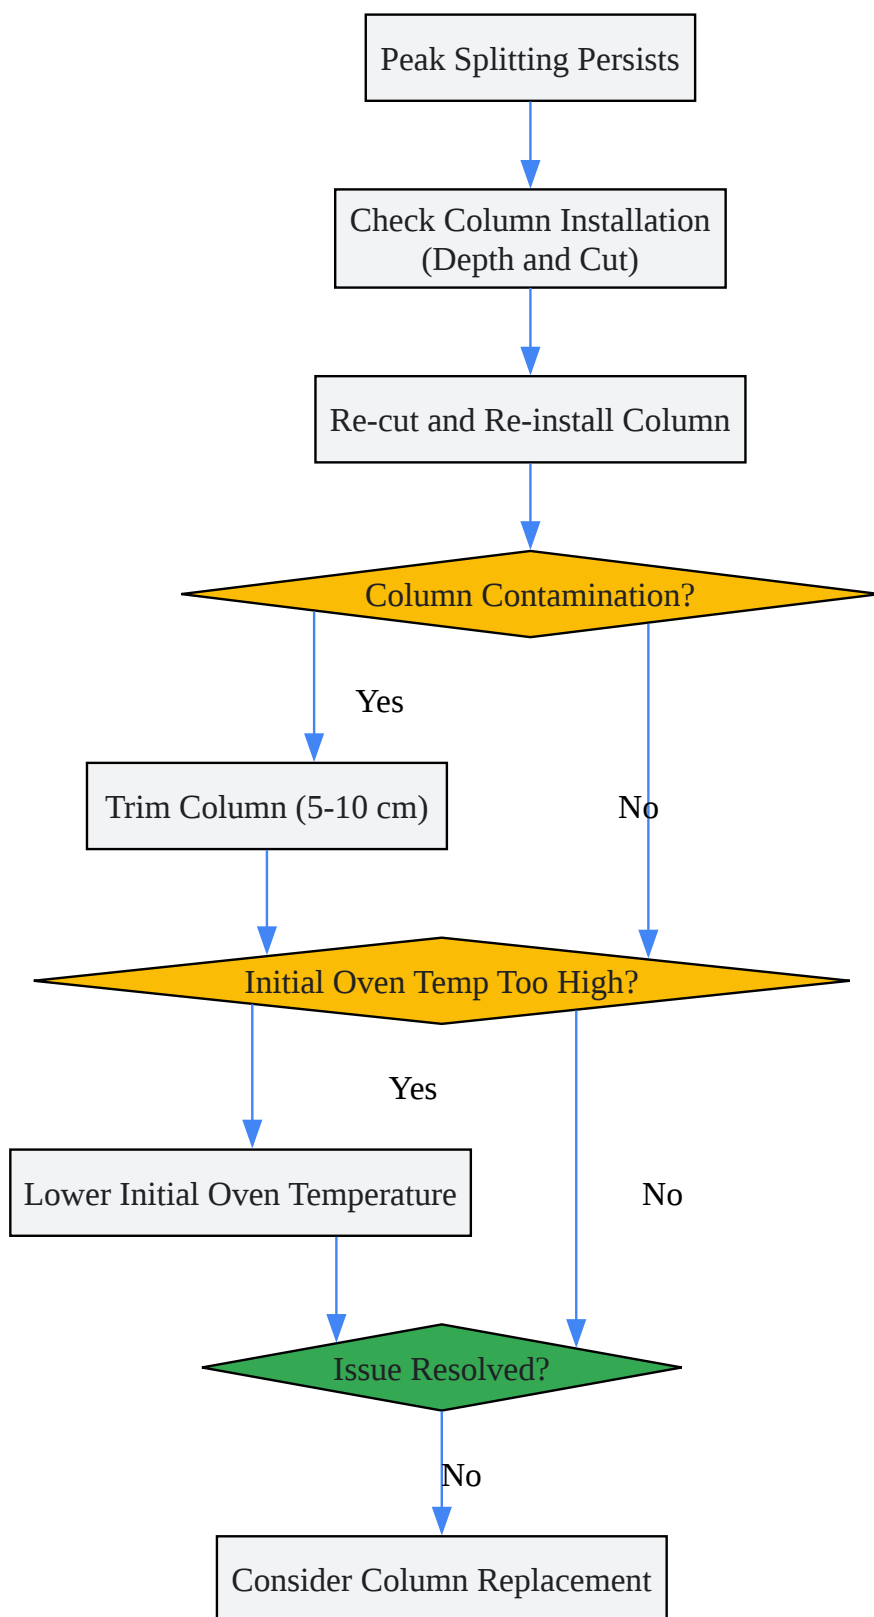 Peak Splitting Persists
Check Column Installation
(Depth and Cut)
Re-cut and Re-install Column
Column Contamination?
Yes
Trim Column (5-10 cm)
No
Initial Oven Temp Too High?
Yes
Lower Initial Oven Temperature
No
Issue Resolved?
No
Consider Column Replacement